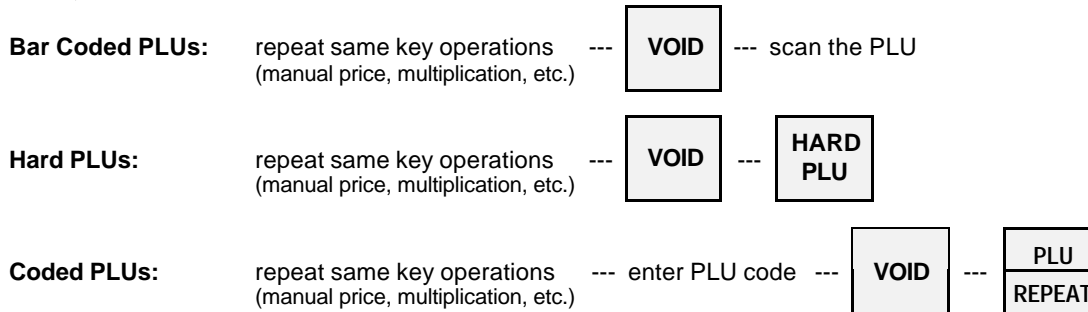 Bar Coded PLUs: repeat same key operations --- VOID --- scan the PLU
(manual price, multiplication, etc.)
Hard PLUs: repeat same key operations --- VOID --- HARD PLU
(manual price, multiplication, etc.)
Coded PLUs: repeat same key operations --- enter PLU code --- VOID --- PLU
(manual price, multiplication, etc.) REPEAT